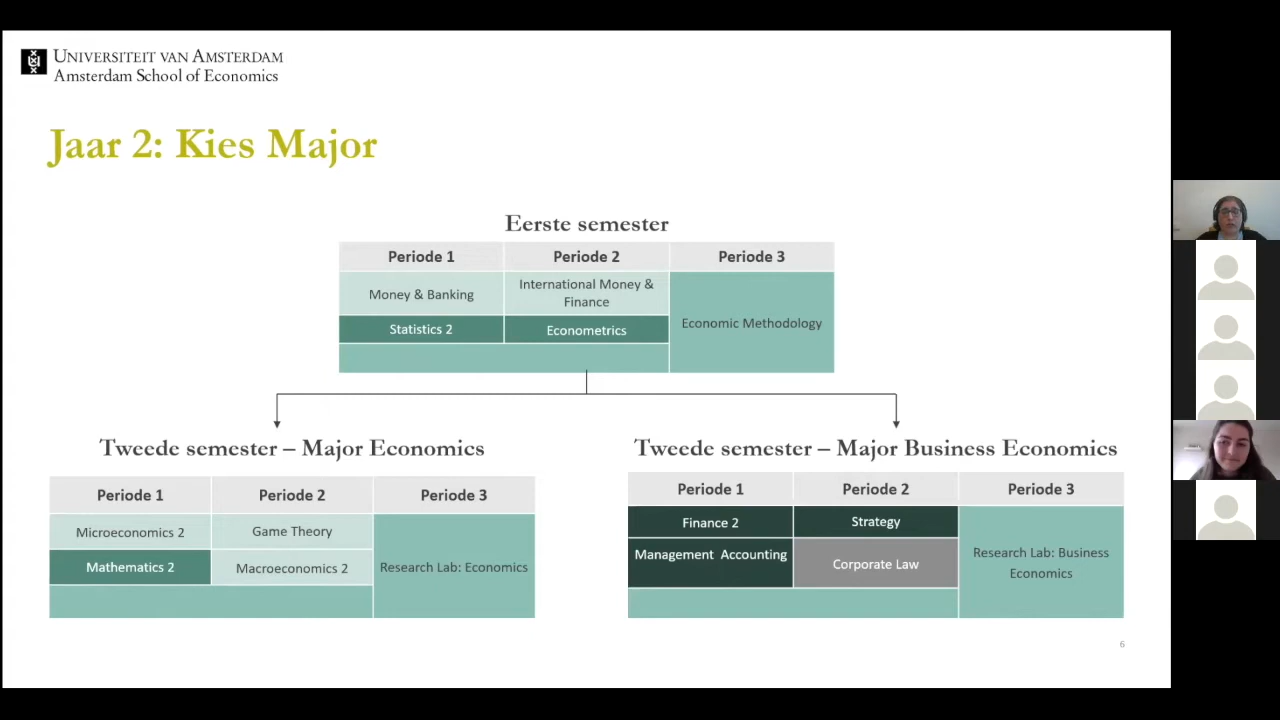 UNIVERSITEIT VAN AMSTERDAM
Amsterdam School of Economics
Jaar 2: Kies Major
Eerste semester
Periode 1 Periode 2 Periode 3
Money & Banking
International Money &
Finance
Economic Methodology
Statistics 2
Econometrics
Tweede semester – Major Economics
Periode 1 Periode 2 Periode 3
Microeconomics 2
Game Theory
Research Lab: Economics
Mathematics 2
Macroeconomics 2
Tweede semester – Major Business Economics
Periode 1 Periode 2 Periode 3
Finance 2
Strategy
Research Lab: Business
Economics
Management Accounting
Corporate Law
6